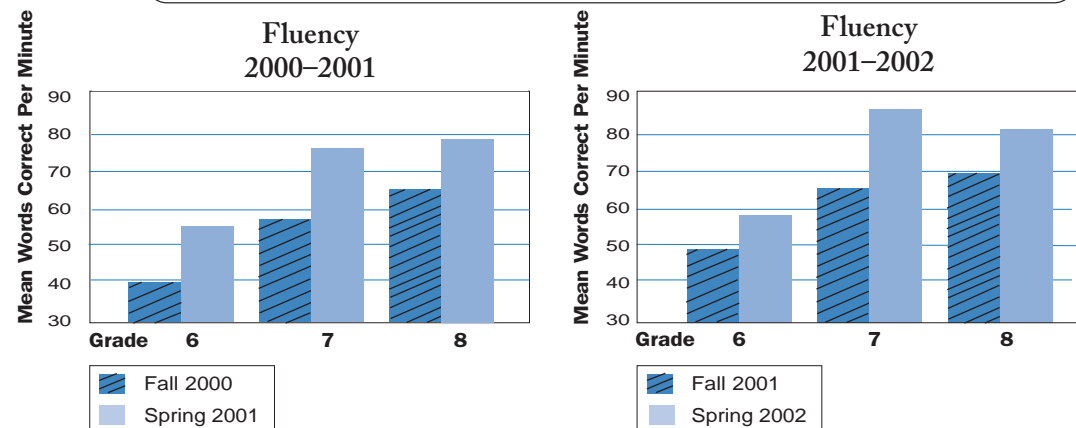 Fluency
2000–2001
Mean Words Correct Per Minute
90
80
70
60
50
40
30
Grade 6 7 8
Fall 2000
Spring 2001
Fluency
2001–2002
Mean Words Correct Per Minute
90
80
70
60
50
40
30
Grade 6 7 8
Fall 2001
Spring 2002